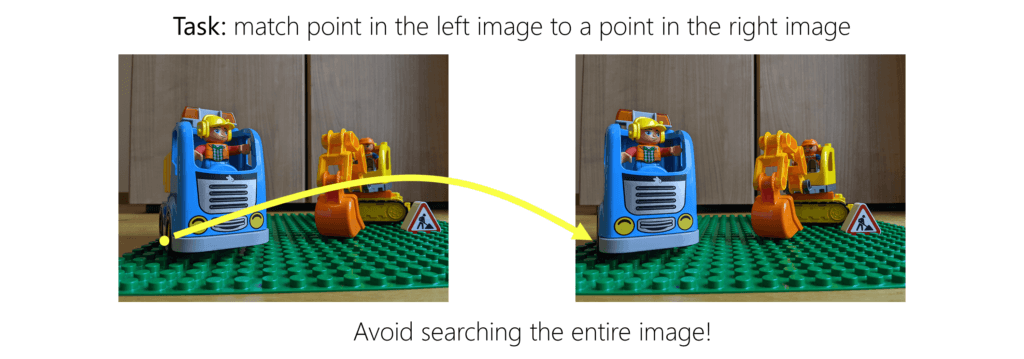 Task: match point in the left image to a point in the right image
Avoid searching the entire image!